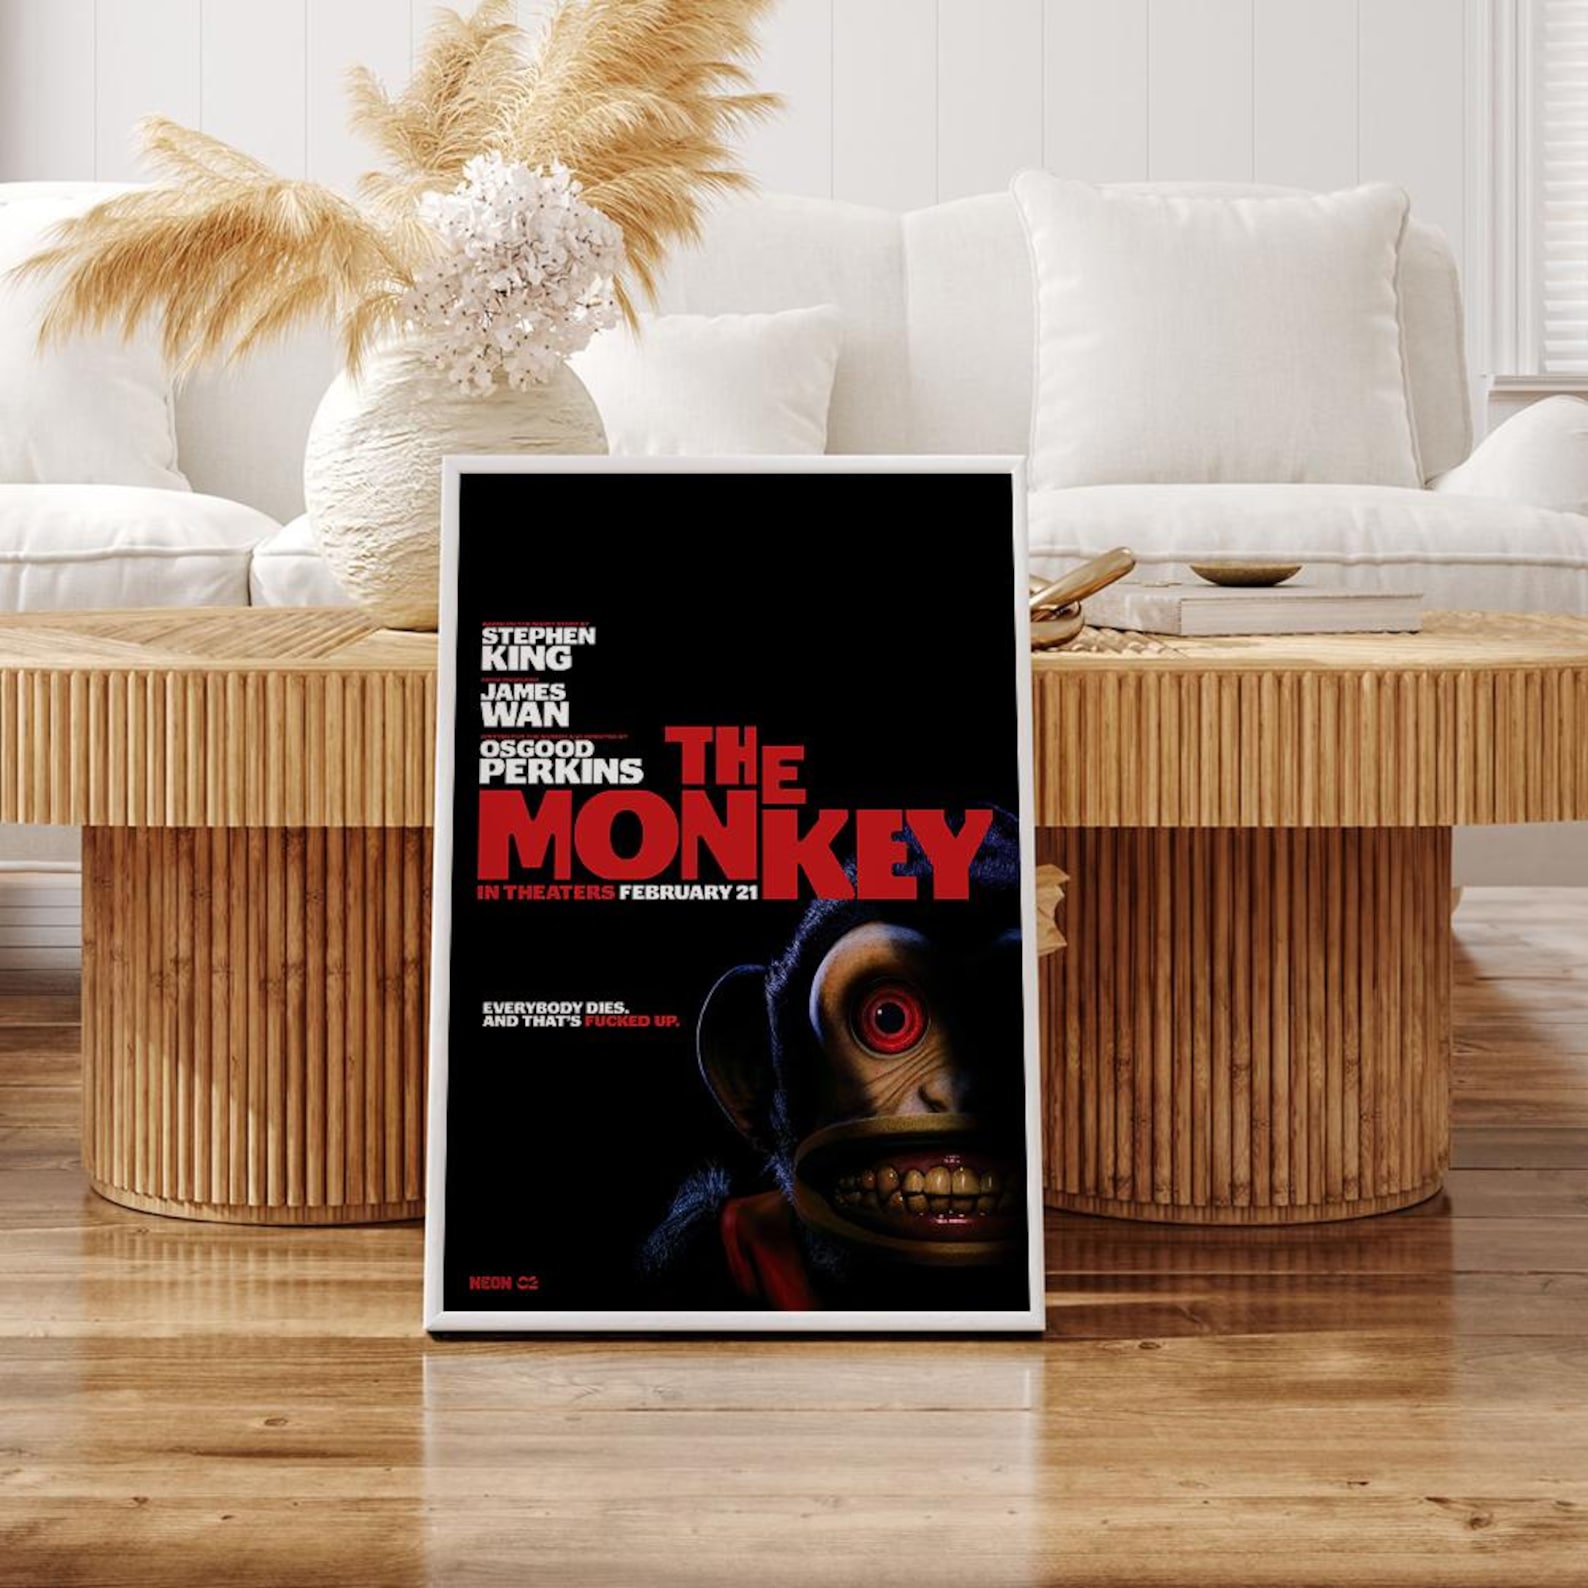 STEPHEN
KING
JAMES
WAN
OSGOOD
PERKINS
THE
MONKEY
IN THEATERS FEBRUARY 21
EVERYBODY DIES.
AND THAT'S FUCKED UP.
NEON C2